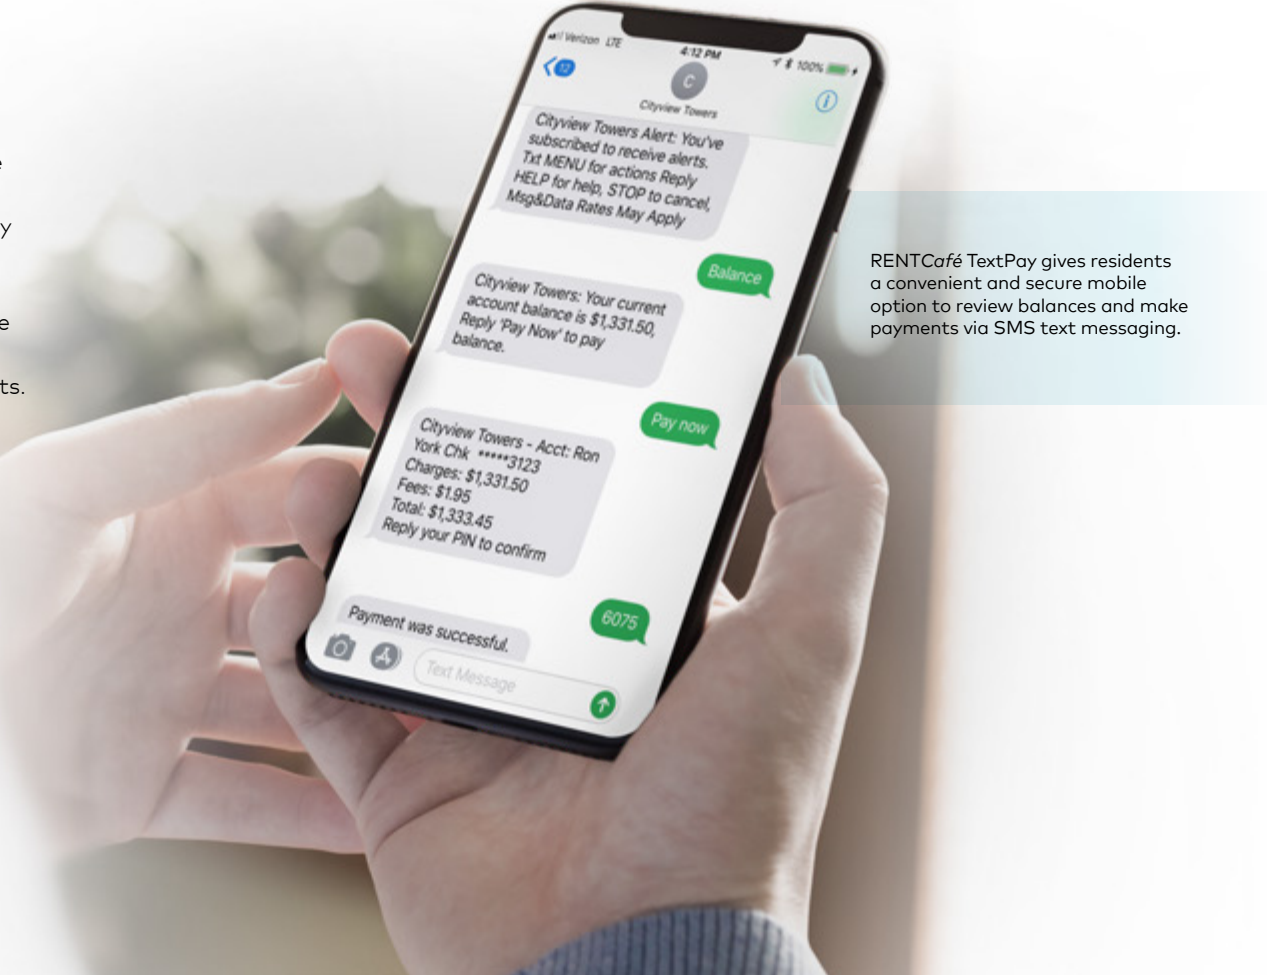 e
y
e
ts.
Verizon LTE
4:12 PM
100%
12
C
Cityview Towers
Cityview Towers Alert: You've
subscribed to receive alerts.
Txt MENU for actions Reply
HELP for help, STOP to cancel,
Msg&Data Rates May Apply
Balance
Cityview Towers: Your current
account balance is $1,331.50,
Reply 'Pay Now' to pay
balance.
Pay now
Cityview Towers - Acct: Ron
York Chk *****3123
Charges: $1,331.50
Fees: $1.95
Total: $1,333.45
Reply your PIN to confirm
6075
Payment was successful.
Text Message
RENTCafé TextPay gives residents
a convenient and secure mobile
option to review balances and make
payments via SMS text messaging.